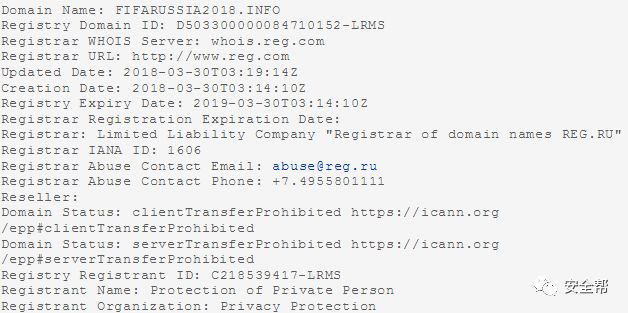 Domain Name: FIFARUSSIA2018.INFO
Registry Domain ID: D503300000084710152-LRMS
Registrar WHOIS Server: whois.reg.com
Registrar URL: http://www.reg.com
Updated Date: 2018-03-30T03:19:14Z
Creation Date: 2018-03-30T03:14:10Z
Registry Expiry Date: 2019-03-30T03:14:10Z
Registrar Registration Expiration Date:
Registrar: Limited Liability Company "Registrar of domain names REG.RU"
Registrar IANA ID: 1606
Registrar Abuse Contact Email: abuse@reg.ru
Registrar Abuse Contact Phone: +7.4955801111
Reseller:
Domain Status: clientTransferProhibited https://icann.org
/epp#clientTransferProhibited
Domain Status: serverTransferProhibited https://icann.org
/epp#serverTransferProhibited
Registry Registrant ID: C218539417-LRMS
Registrant Name: Protection of Private Person
Registrant Organization: Privacy Protection
安全帮